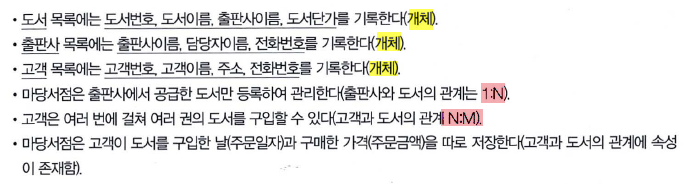 • 도서 목록에는 도서번호, 도서이름, 출판사이름, 도서단가를 기록한다(개체).
• 출판사 목록에는 출판사이름, 담당자이름, 전화번호를 기록한다(개체).
• 고객 목록에는 고객번호, 고객이름, 주소, 전화번호를 기록한다(개체).
• 마당서점은 출판사에서 공급한 도서만 등록하여 관리한다(출판사와 도서의 관계는 1:N).
• 고객은 여러 번에 걸쳐 여러 권의 도서를 구입할 수 있다(고객과 도서의 관계 N:M).
• 마당서점은 고객이 도서를 구입한 날(주문일자)과 구매한 가격(주문금액)을 따로 저장한다(고객과 도서의 관계에 속성
이 존재함).